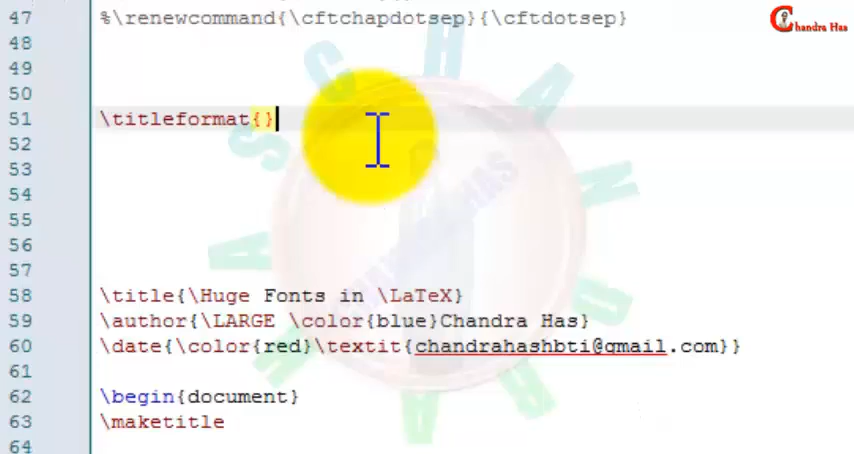 47 %\renewcommand{\cftchapdotsep}{\cftdotsep}
Chandra Has
48
49
50
51 \titleformat{}
52
53
54
55
56
57
58 \title{\Huge Fonts in \LaTeX}
59 \author{\LARGE \color{blue}Chandra Has}
60 \date{\color{red}\textit{chandrahashbti@gmail.com}}
61
62 \begin{document}
63 \maketitle
64